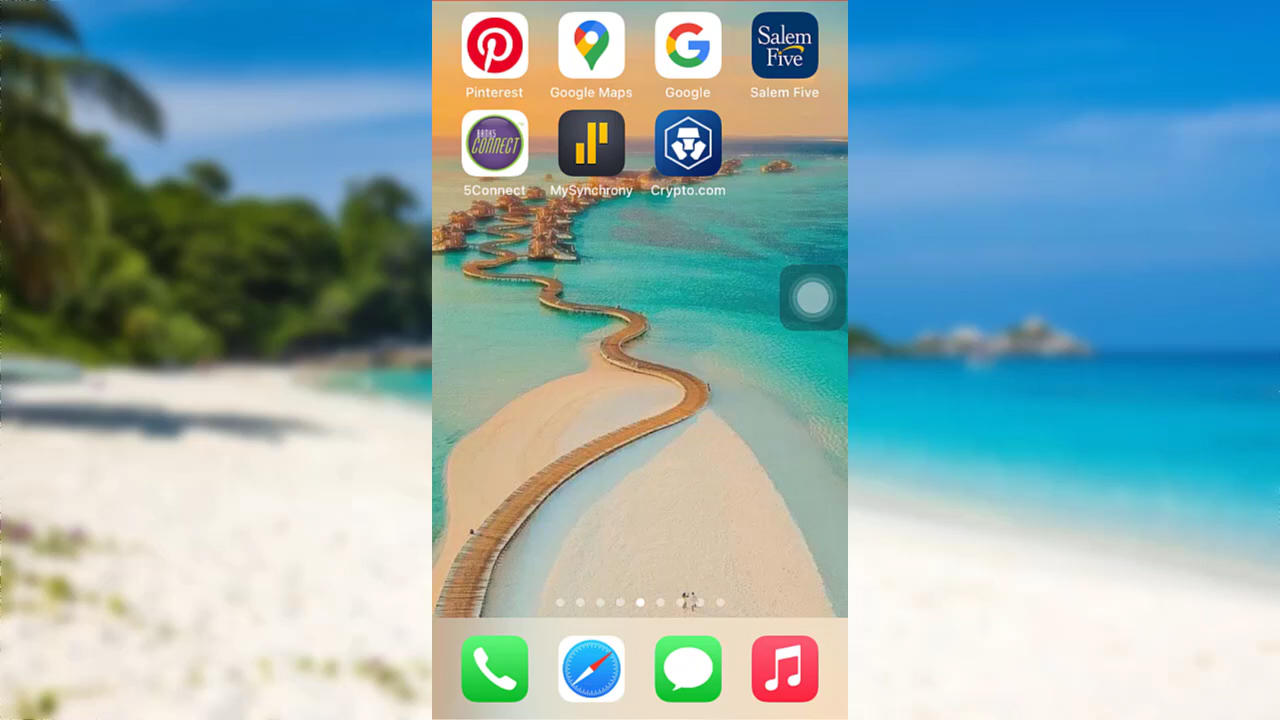 Salem
Five
Pinterest
Google Maps
Google
Salem Five
BANKS
CONNECT
5Connect
MySynchrony
Crypto.com